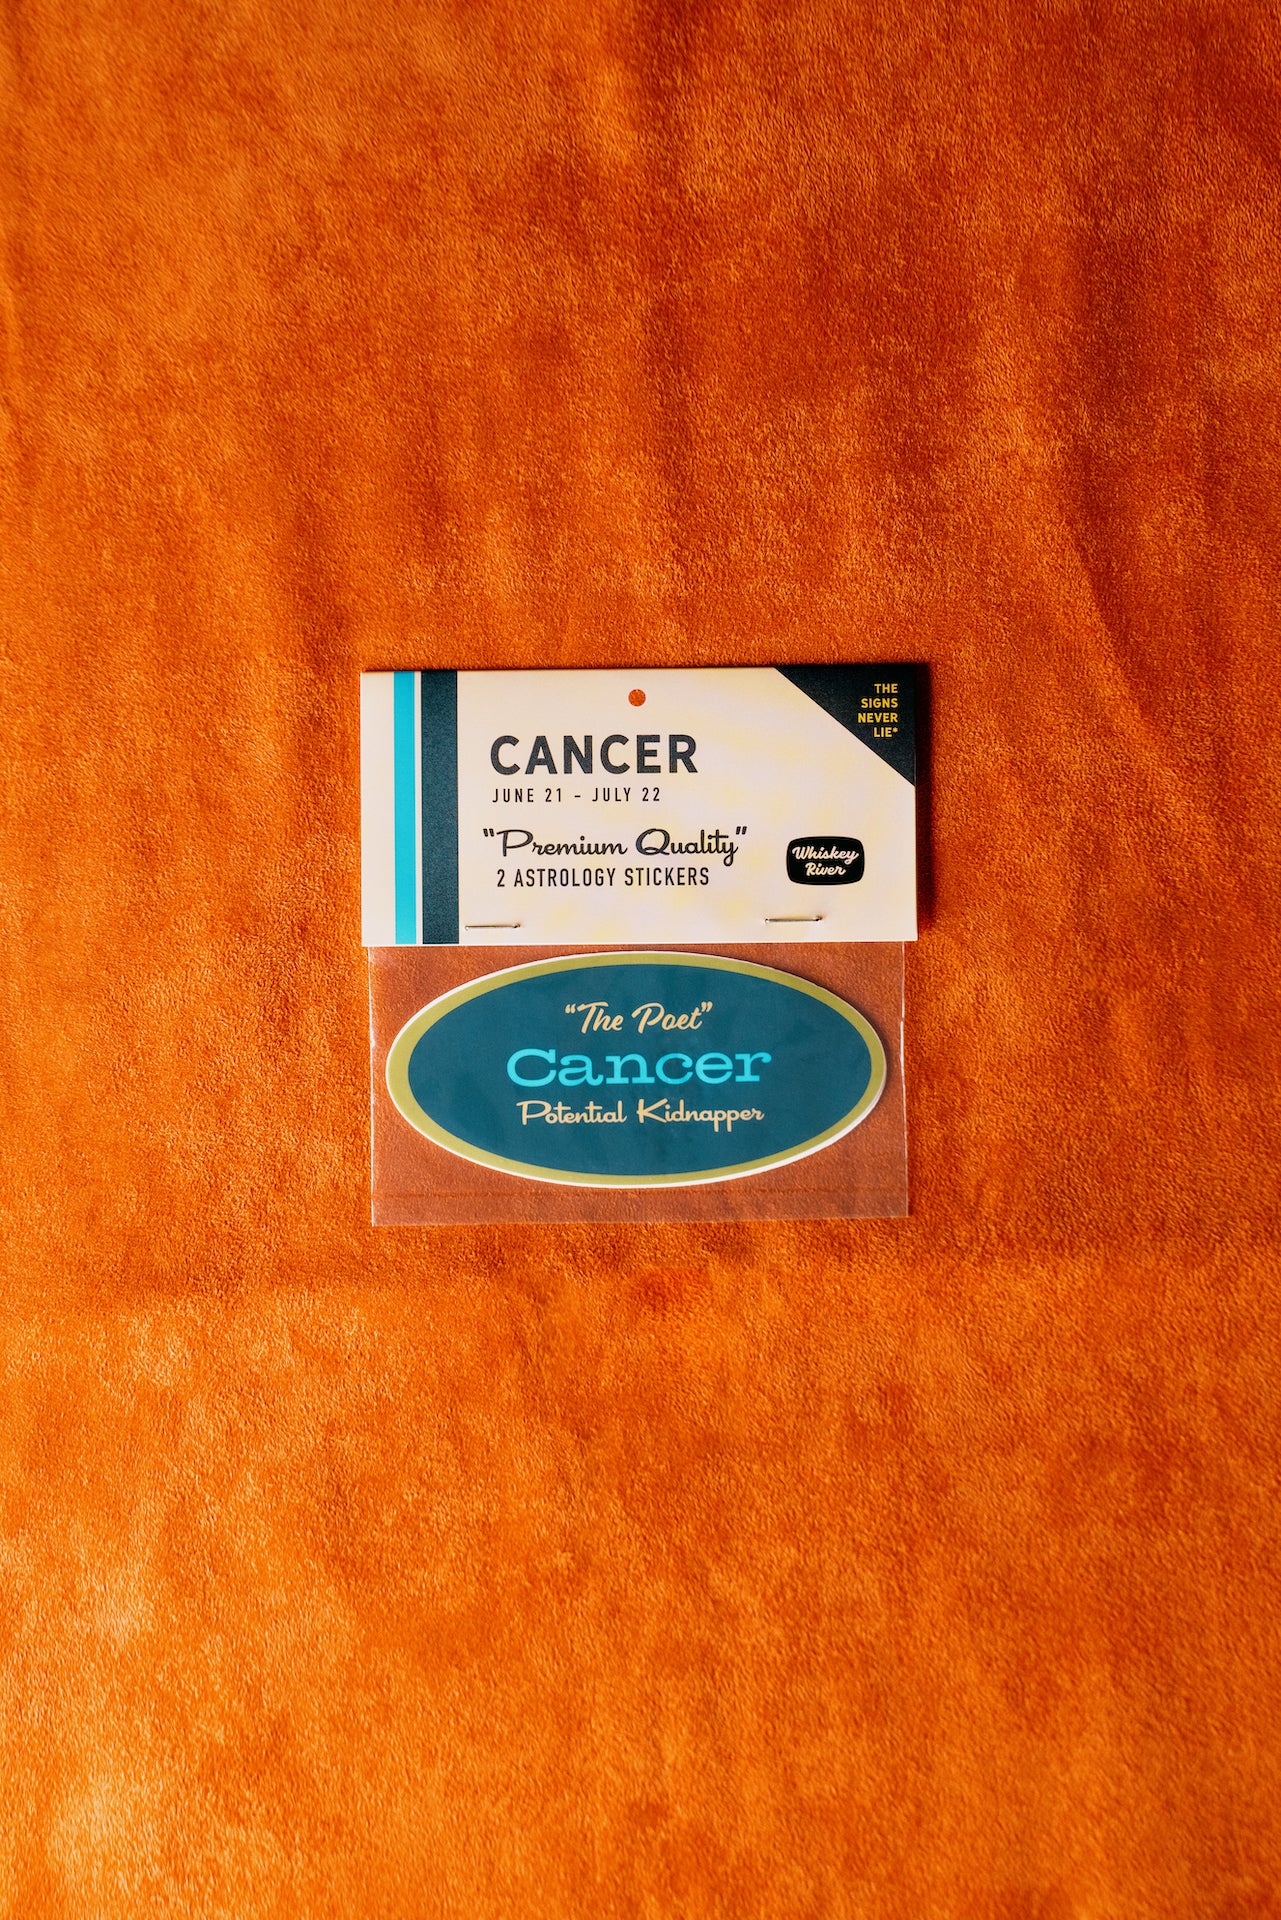 THE
SIGNS
NEVER
LIE*
CANCER
JUNE 21 - JULY 22
"Premium Quality"
2 ASTROLOGY STICKERS
Whiskey
River
"The Poet"
Cancer
Potential Kidnapper